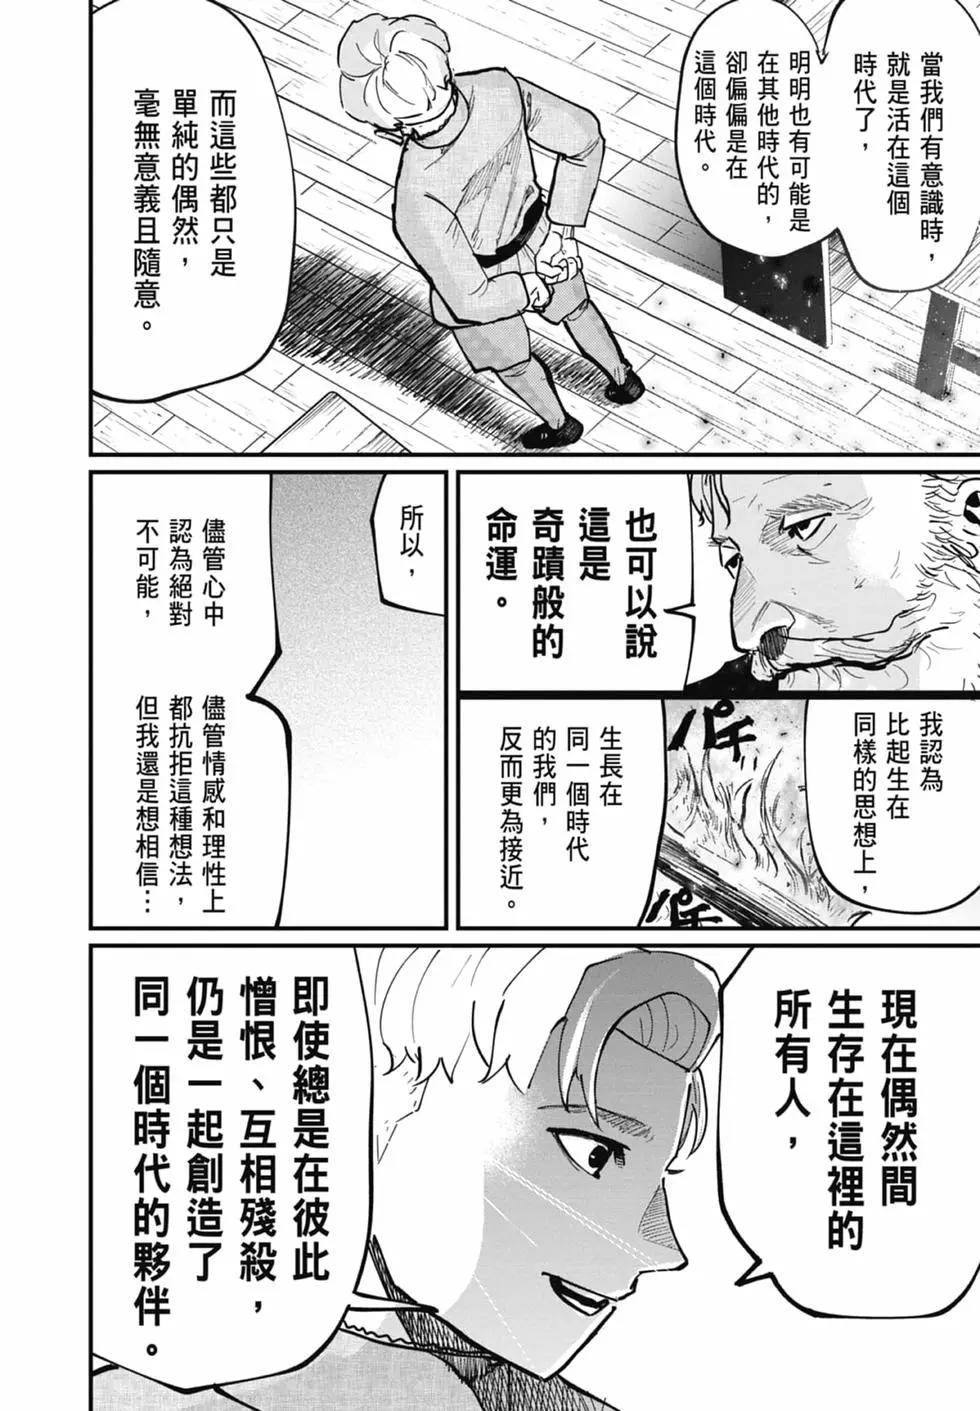 當我們有意識時，
就是活在這個
時代了，
明明也有可能是
在其他時代的，
卻偏偏是在
這個時代。
而這些都只是
單純的偶然，
毫無意義且隨意。
也可以說
這是
奇蹟般的
命運。
我認為
比起生在
同樣的思想上，
生長在
同一個時代
的我們，
反而更為接近。
所以，
儘管心中
認為絕對
不可能，
儘管情感和理性上
都抗拒這種想法，
但我還是想相信…
現在偶然間
生存在這裡的
所有人，
即使總是在彼此
憎恨、互相殘殺，
仍是一起創造了
同一個時代的夥伴。